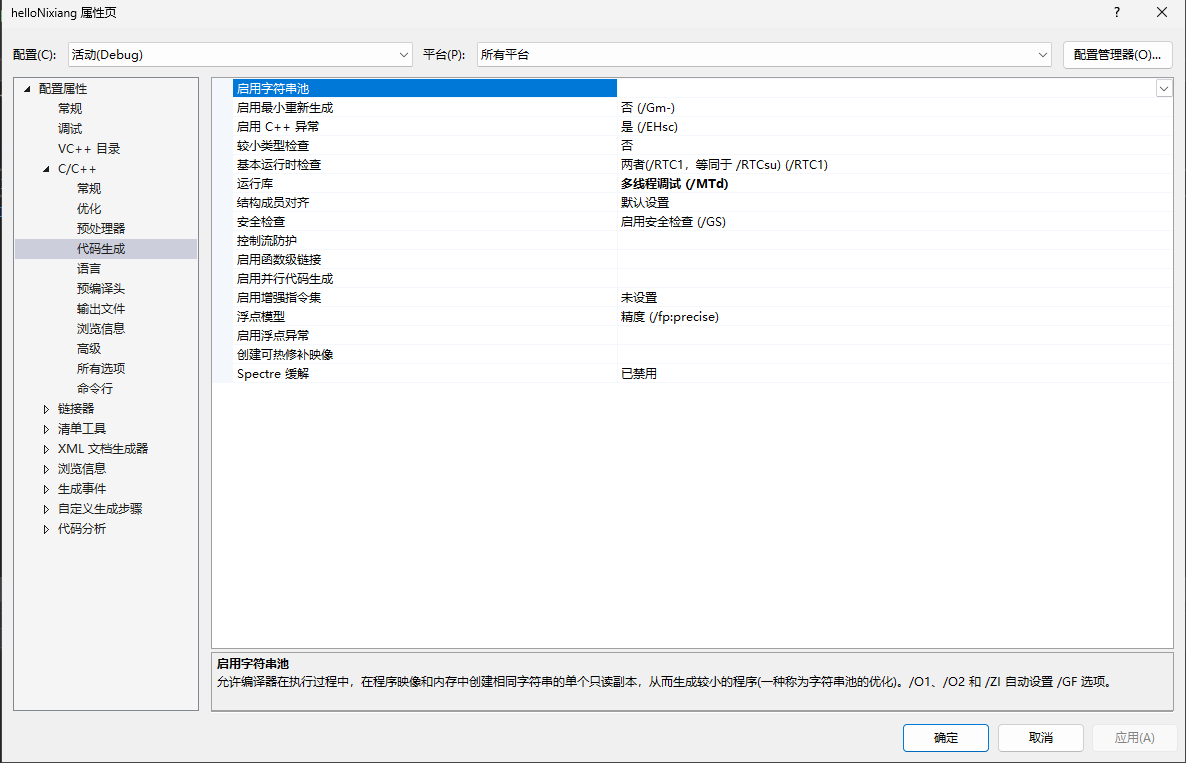 helloNixiang 属性页
配置(C): 活动(Debug) 平台(P): 所有平台 配置管理器(O)...
配置属性
常规
调试
VC++ 目录
C/C++
常规
优化
预处理器
代码生成
语言
预编译头
输出文件
浏览信息
高级
所有选项
命令行
链接器
清单工具
XML 文档生成器
浏览信息
生成事件
自定义生成步骤
代码分析
启用字符串池
启用最小重新生成 否 (/Gm-)
启用 C++ 异常 是 (/EHsc)
较小类型检查 否
基本运行时检查 两者(/RTC1，等同于 /RTCsu) (/RTC1)
运行库 多线程调试 (/MTd)
结构成员对齐 默认设置
安全检查 启用安全检查 (/GS)
控制流防护
启用函数级链接
启用并行代码生成
启用增强指令集 未设置
浮点模型 精度 (/fp:precise)
启用浮点异常
创建可热修补映像
Spectre 缓解 已禁用
启用字符串池
允许编译器在执行过程中，在程序映像和内存中创建相同字符串的单个只读副本，从而生成较小的程序(一种称为字符串池的优化)。/O1、/O2 和 /ZI 自动设置 /GF 选项。
确定 取消 应用(A)